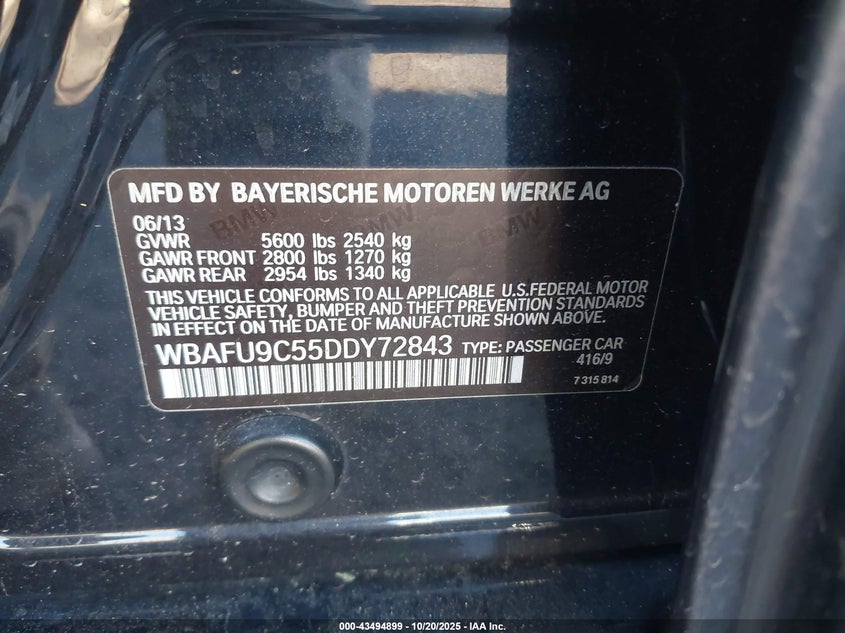 MFD BY BAYERISCHE MOTOREN WERKE AG
06/13
GVWR 5600 lbs 2540 kg
GAWR FRONT 2800 lbs 1270 kg
GAWR REAR 2954 lbs 1340 kg
THIS VEHICLE CONFORMS TO ALL APPLICABLE U.S.FEDERAL MOTOR
VEHICLE SAFETY, BUMPER AND THEFT PREVENTION STANDARDS
IN EFFECT ON THE DATE OF MANUFACTURE SHOWN ABOVE.
WBAFU9C55DDY72843 TYPE: PASSENGER CAR
416/9
7 315 814
BMW BMW BMW
000-43494899 - 10/20/2025 - IAA Inc.